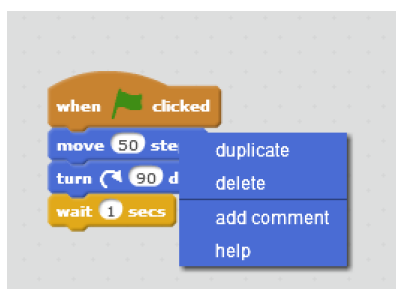 when clicked
move 50 ste
turn 90 d
wait 1 secs
duplicate
delete
add comment
help